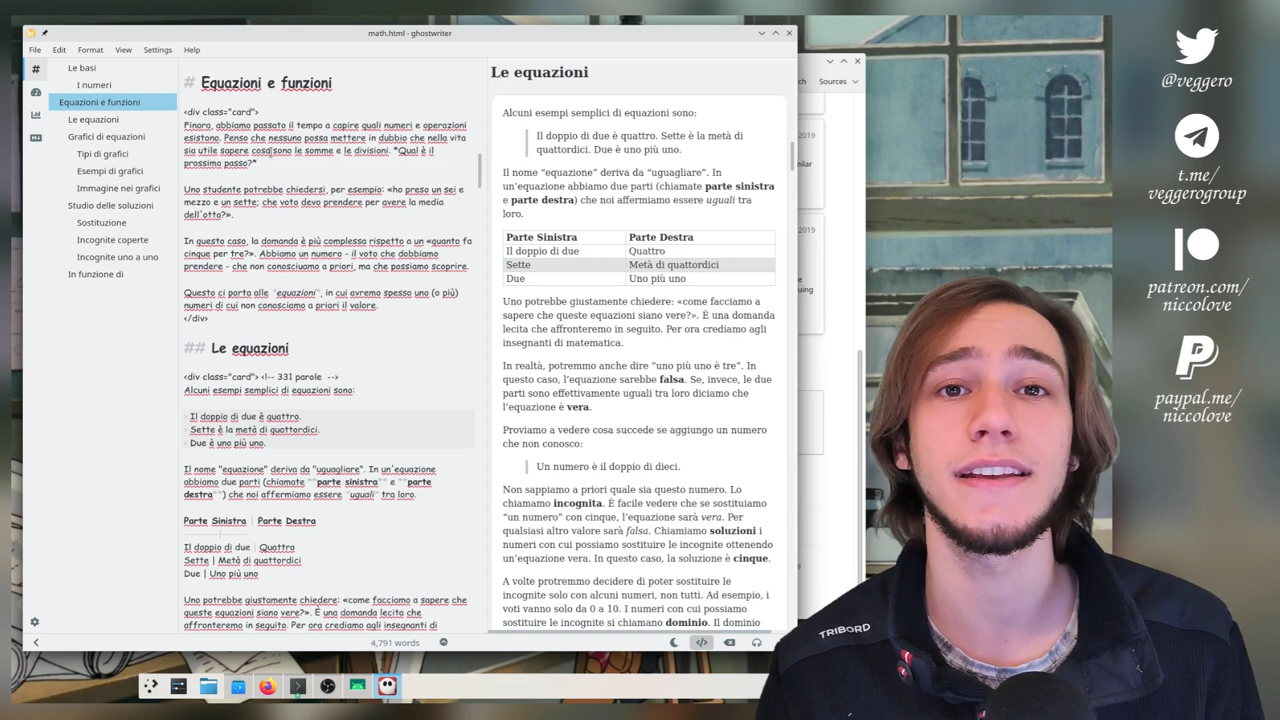 math.html - ghostwriter
File Edit Format View Settings Help
Le basi
I numeri
Equazioni e funzioni
Le equazioni
Grafici di equazioni
Tipi di grafici
Esempi di grafici
Immagine nei grafici
Studio delle soluzioni
Sostituzione
Incognite coperte
Incognite uno a uno
In funzione di
# Equazioni e funzioni
<div class="card">
Finora, abbiamo passato il tempo a capire quali numeri e operazioni
esistono. Penso che nessuno possa mettere in dubbio che nella vita
sia utile sapere cosa sono le somme e le divisioni. *Qual è il
prossimo passo?*
Uno studente potrebbe chiedersi, per esempio: «ho preso un sei e
mezzo e un sette; che voto devo prendere per avere la media
dell'otto?».
In questo caso, la domanda è più complessa rispetto a un «quanto fa
cinque per tre?». Abbiamo un numero - il voto che dobbiamo
prendere - che non conosciuamo a priori, ma che possiamo scoprire.
Questo ci porta alle *equazioni*, in cui avremo spesso uno (o più)
numeri di cui non conosciamo a priori il valore.
</div>
## Le equazioni
<div class="card"> <!-- 331 parole -->
Alcuni esempi semplici di equazioni sono:
> Il doppio di due è quattro.
> Sette è la metà di quattordici.
> Due è uno più uno.
Il nome "equazione" deriva da "uguagliare". In un'equazione
abbiamo due parti (chiamate **parte sinistra** e **parte
destra**) che noi affermiamo essere *uguali* tra loro.
Parte Sinistra | Parte Destra
---------|-------
Il doppio di due | Quattro
Sette | Metà di quattordici
Due | Uno più uno
Uno potrebbe giustamente chiedere: «come facciamo a sapere che
queste equazioni siano vere?». È una domanda lecita che
affronteremo in seguito. Per ora crediamo agli insegnanti di
4,791 words
Le equazioni
Alcuni esempi semplici di equazioni sono:
Il doppio di due è quattro. Sette è la metà di
quattordici. Due è uno più uno.
Il nome “equazione” deriva da “uguagliare”. In
un’equazione abbiamo due parti (chiamate parte sinistra
e parte destra) che noi affermiamo essere uguali tra
loro.
Parte Sinistra Parte Destra
Il doppio di due Quattro
Sette Metà di quattordici
Due Uno più uno
Uno potrebbe giustamente chiedere: «come facciamo a
sapere che queste equazioni siano vere?». È una domanda
lecita che affronteremo in seguito. Per ora crediamo agli
insegnanti di matematica.
In realtà, potremmo anche dire “uno più uno è tre”. In
questo caso, l’equazione sarebbe falsa. Se, invece, le due
parti sono effettivamente uguali tra loro diciamo che
l’equazione è vera.
Proviamo a vedere cosa succede se aggiungo un numero
che non conosco:
Un numero è il doppio di dieci.
Non sappiamo a priori quale sia questo numero. Lo
chiamamo incognita. È facile vedere che se sostituiamo
“un numero” con cinque, l’equazione sarà vera. Per
qualsiasi altro valore sarà falsa. Chiamiamo soluzioni i
numeri con cui possiamo sostituire le incognite ottenendo
un’equazione vera. In questo caso, la soluzione è cinque.
A volte protremmo decidere di poter sostituire le
incognite solo con alcuni numeri, non tutti. Ad esempio, i
voti vanno solo da 0 a 10. I numeri con cui possiamo
sostituire le incognite si chiamano dominio. Il dominio
Sources
2019
2019
TRIBORD
@veggero
t.me/
veggerogroup
patreon.com/
niccolove
paypal.me/
niccolove